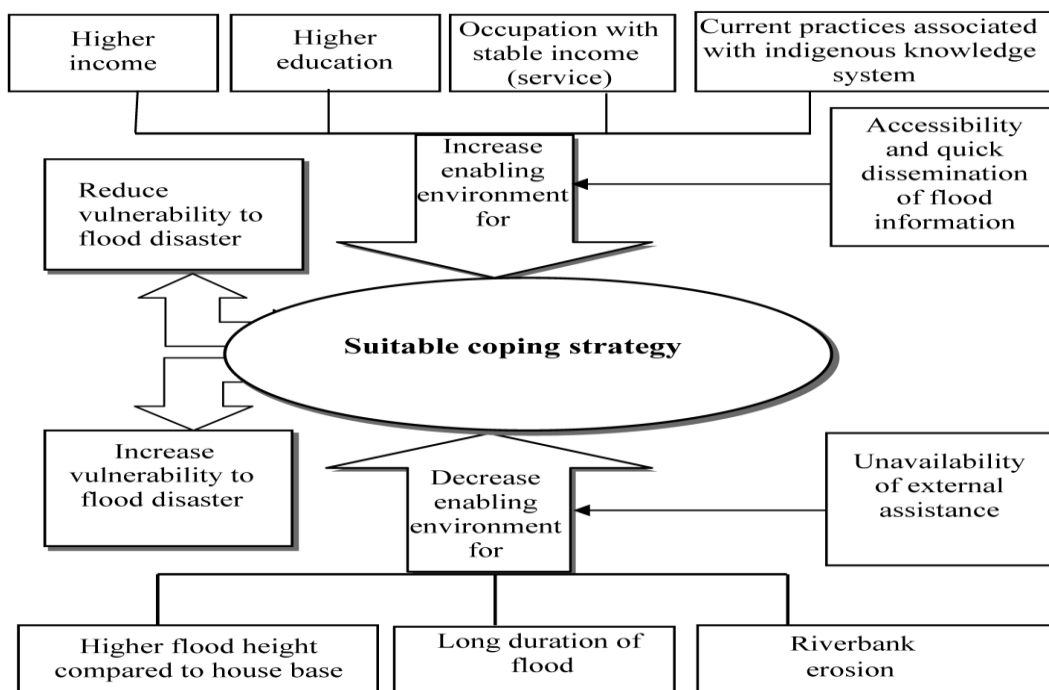 Higher
income
Higher
education
Occupation with
stable income
(service)
Current practices associated
with indigenous knowledge
system
Increase
enabling
environment
for
Accessibility
and quick
dissemination
of flood
information
Reduce
vulnerability to
flood disaster
Suitable coping strategy
Increase
vulnerability to
flood disaster
Decrease
enabling
environment
for
Unavailability
of external
assistance
Higher flood height
compared to house base
Long duration of
flood
Riverbank
erosion